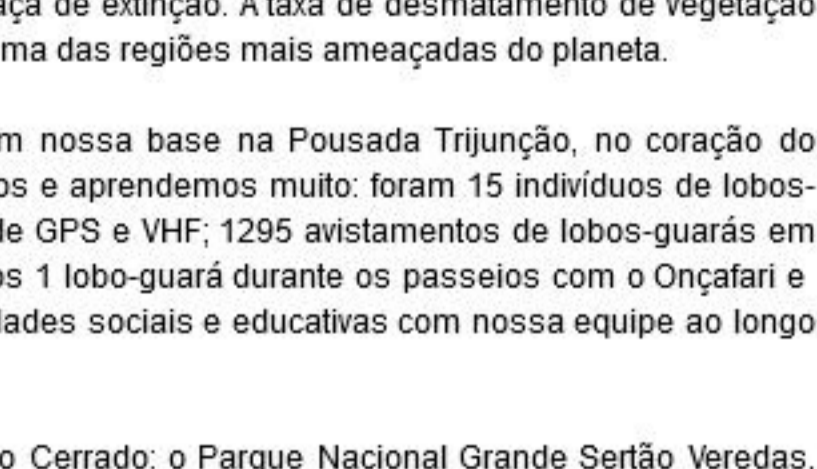 aça de extinção. A taxa de desmatamento de vegetação
ma das regiões mais ameaçadas do planeta.
m nossa base na Pousada Trijunção, no coração do
os e aprendemos muito: foram 15 indivíduos de lobos-
de GPS e VHF; 1295 avistamentos de lobos-guarás em
os 1 lobo-guará durante os passeios com o Onçafari e
dades sociais e educativas com nossa equipe ao longo
o Cerrado: o Parque Nacional Grande Sertão Veredas,